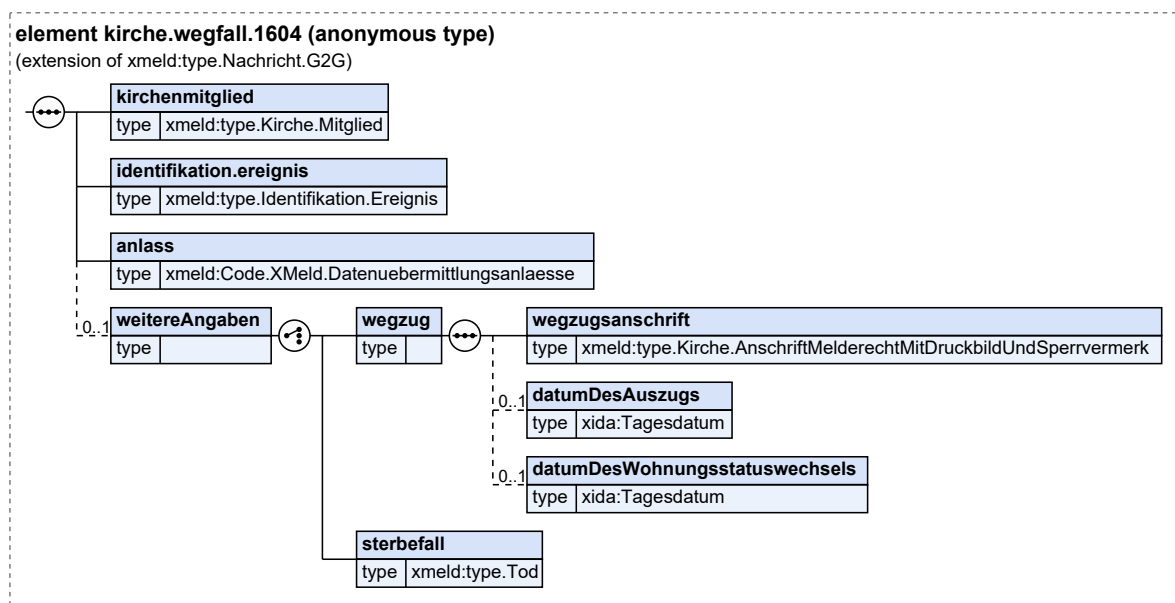 element kirche.wegfall.1604 (anonymous type)
(extension of xmeld:type.Nachricht.G2G)
kirchenmitglied
type xmeld:type.Kirche.Mitglied
identifikation.ereignis
type xmeld:type.Identifikation.Ereignis
anlass
type xmeld:Code.XMeld.Datenuebermittlungsanlaesse
0..1 weitereAngaben
type
wegzug
type
wegzugsanschrift
type xmeld:type.Kirche.AnschriftMelderechtMitDruckbildUndSperrvermerk
0..1 datumDesAuszugs
type xida:Tagesdatum
0..1 datumDesWohnungsstatuswechsels
type xida:Tagesdatum
sterbefall
type xmeld:type.Tod